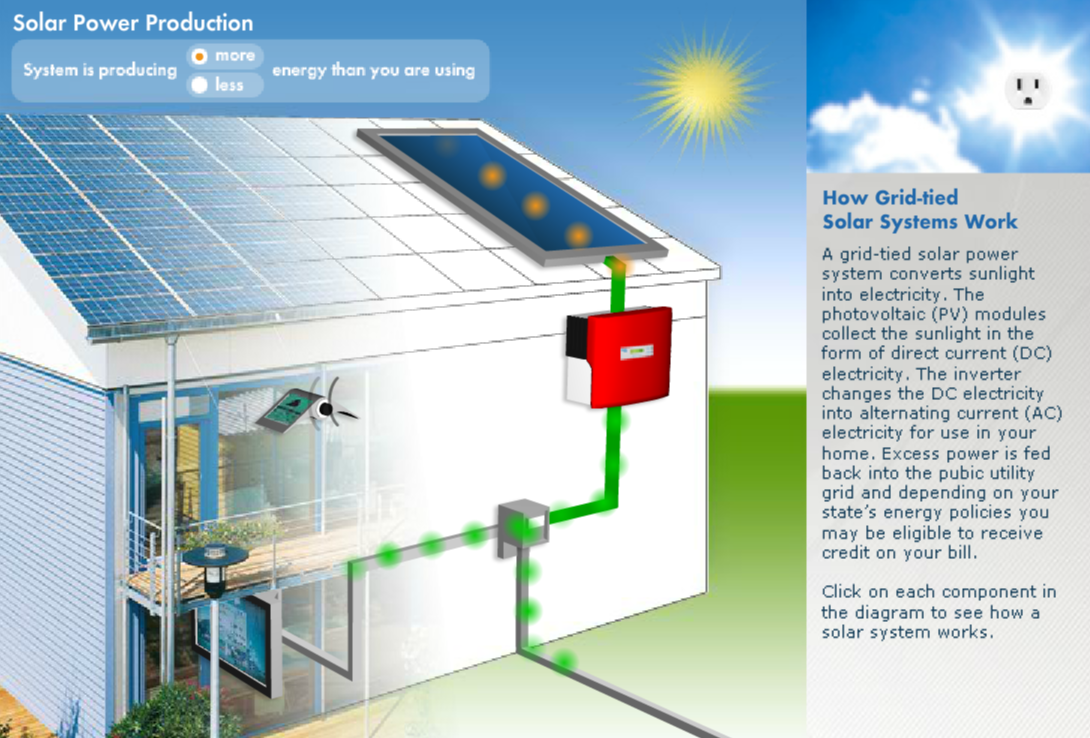 Solar Power Production
System is producing
more
less
energy than you are using
How Grid-tied
Solar Systems Work
A grid-tied solar power
system converts sunlight
into electricity. The
photovoltaic (PV) modules
collect the sunlight in the
form of direct current (DC)
electricity. The inverter
changes the DC electricity
into alternating current (AC)
electricity for use in your
home. Excess power is fed
back into the pubic utility
grid and depending on your
state's energy policies you
may be eligible to receive
credit on your bill.
Click on each component in
the diagram to see how a
solar system works.